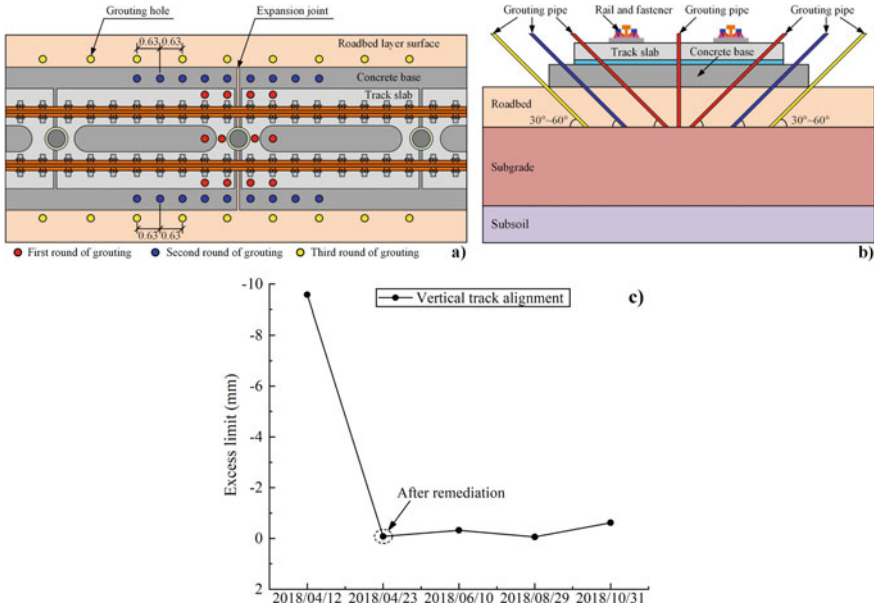 Grouting hole
Expansion joint
0.63 0.63
Roadbed layer surface
Concrete base
Track slab
0.63 0.63
First round of grouting
Second round of grouting
Third round of grouting
a)
Grouting pipe
Rail and fastener
Grouting pipe
Grouting pipe
Track slab
Concrete base
Roadbed
30°~60°
30°~60°
Subgrade
Subsoil
b)
-10
-8
-6
-4
-2
0
2
Excess limit (mm)
Vertical track alignment
c)
After remediation
2018/04/12 2018/04/23 2018/06/10 2018/08/29 2018/10/31